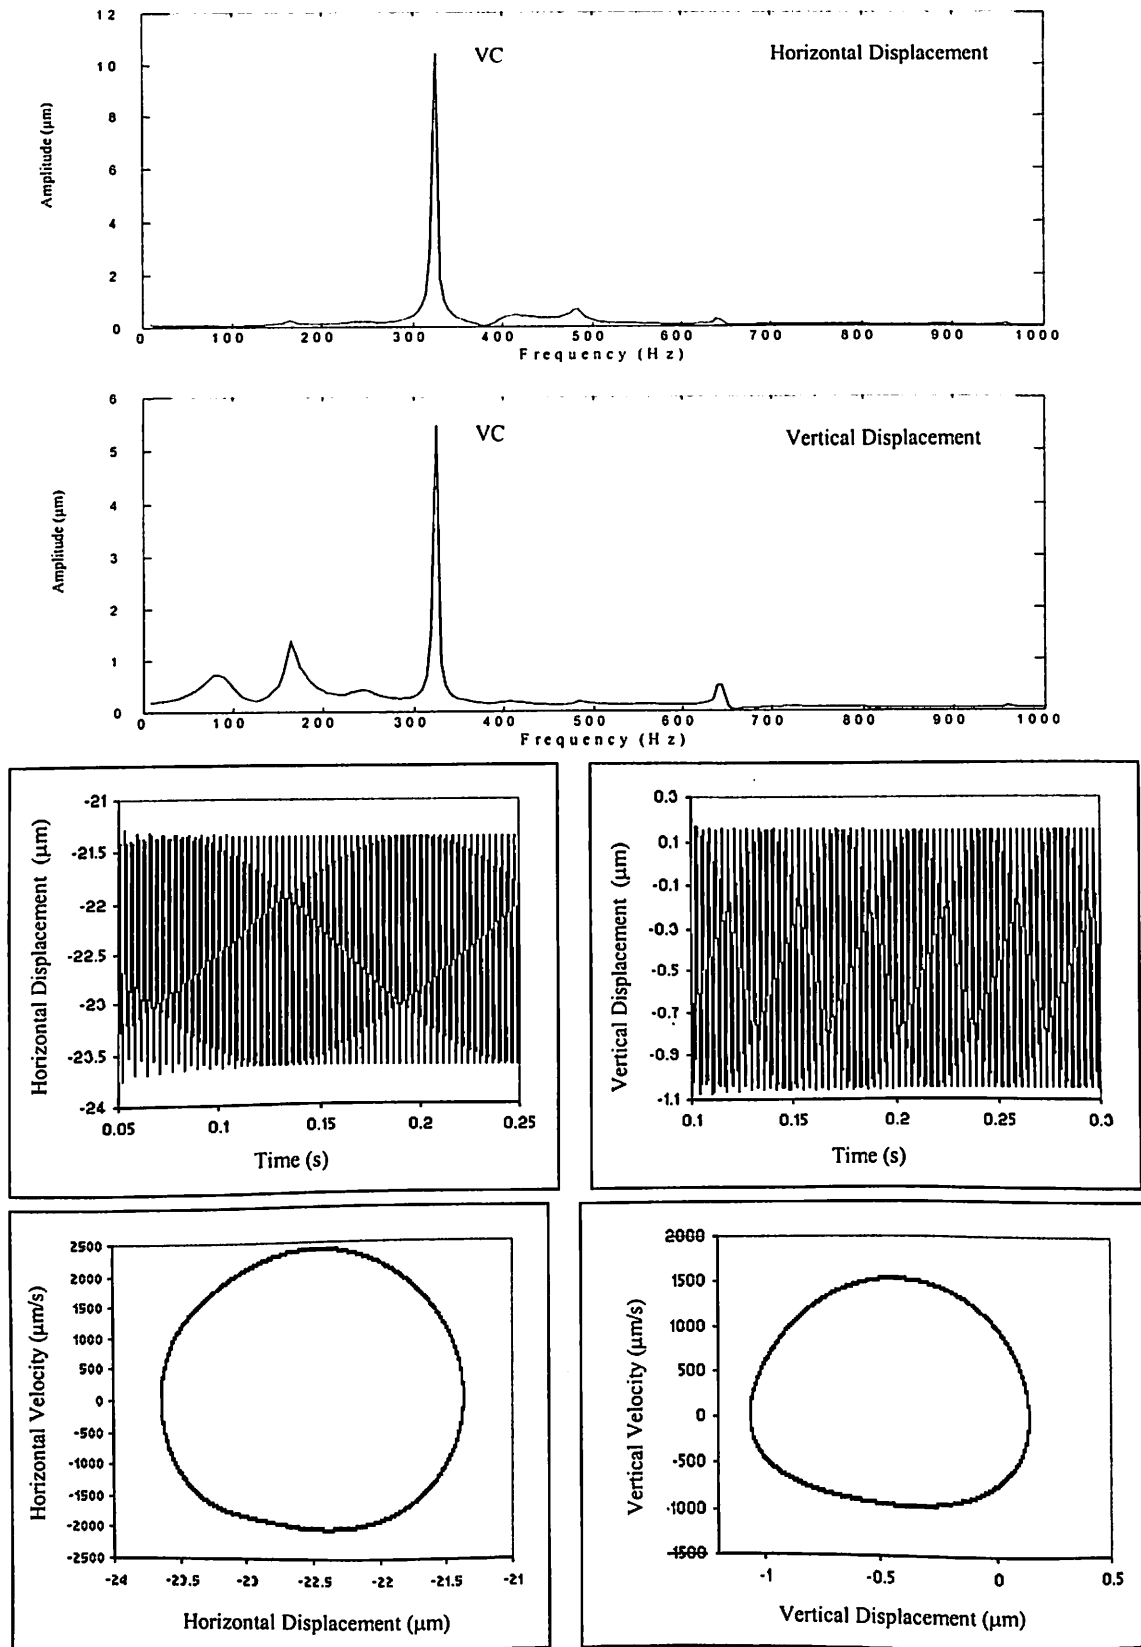 12
VC
Horizontal Displacement
10
8
6
4
2
0
Amplitude (μm)
0 100 200 300 400 500 600 700 800 900 1000
Frequency (Hz)
6
VC
Vertical Displacement
5
4
3
2
1
0
Amplitude (μm)
0 100 200 300 400 500 600 700 800 900 1000
Frequency (Hz)
Horizontal Displacement (μm)
-21
-21.5
-22
-22.5
-23
-23.5
-24
0.05 0.1 0.15 0.2 0.25
Time (s)
Vertical Displacement (μm)
0.3
0.1
-0.1
-0.3
-0.5
-0.7
-0.9
-1.1
0.1 0.15 0.2 0.25 0.3
Time (s)
Horizontal Velocity (μm/s)
2500
2000
1500
1000
500
0
-500
-1000
-1500
-2000
-2500
-24 -23.5 -23 -22.5 -22 -21.5 -21
Horizontal Displacement (μm)
Vertical Velocity (μm/s)
2000
1500
1000
500
0
-500
-1000
-1500
-1 -0.5 0 0.5
Vertical Displacement (μm)